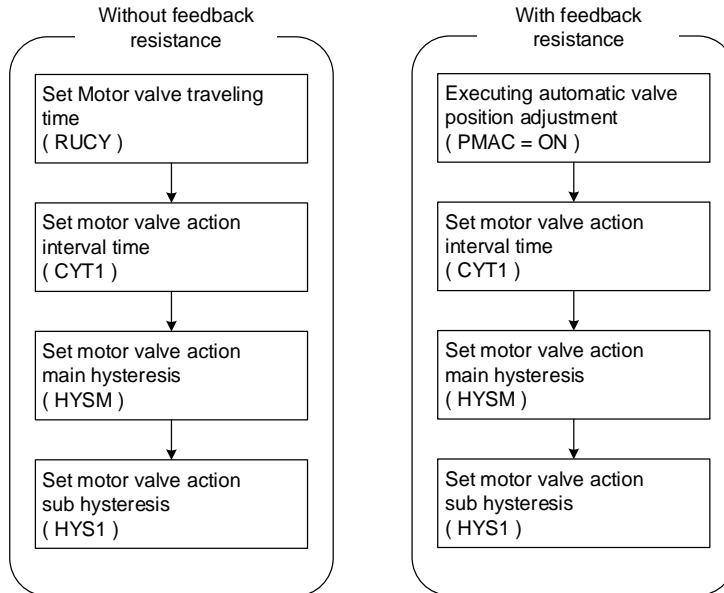 Without feedback
resistance
Set Motor valve traveling
time
( RUCY )
Set motor valve action
interval time
( CYT1 )
Set motor valve action
main hysteresis
( HYSM )
Set motor valve action
sub hysteresis
( HYS1 )
With feedback
resistance
Executing automatic valve
position adjustment
( PMAC = ON )
Set motor valve action
interval time
( CYT1 )
Set motor valve action
main hysteresis
( HYSM )
Set motor valve action
sub hysteresis
( HYS1 )